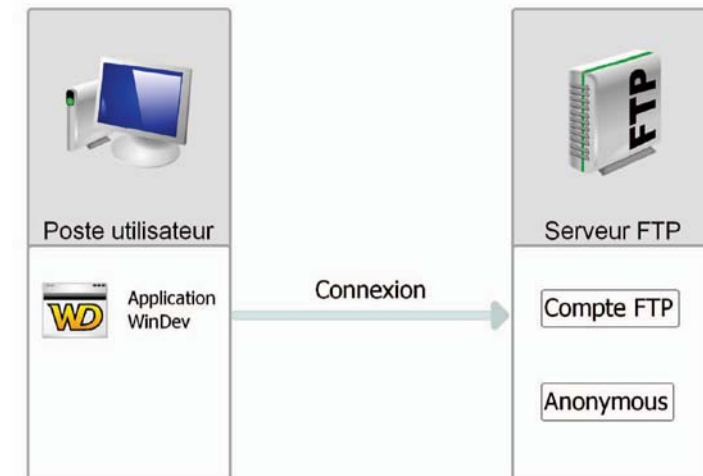 FTP
Poste utilisateur
Serveur FTP
WD
Application
WinDev
Connexion
Compte FTP
Anonymous